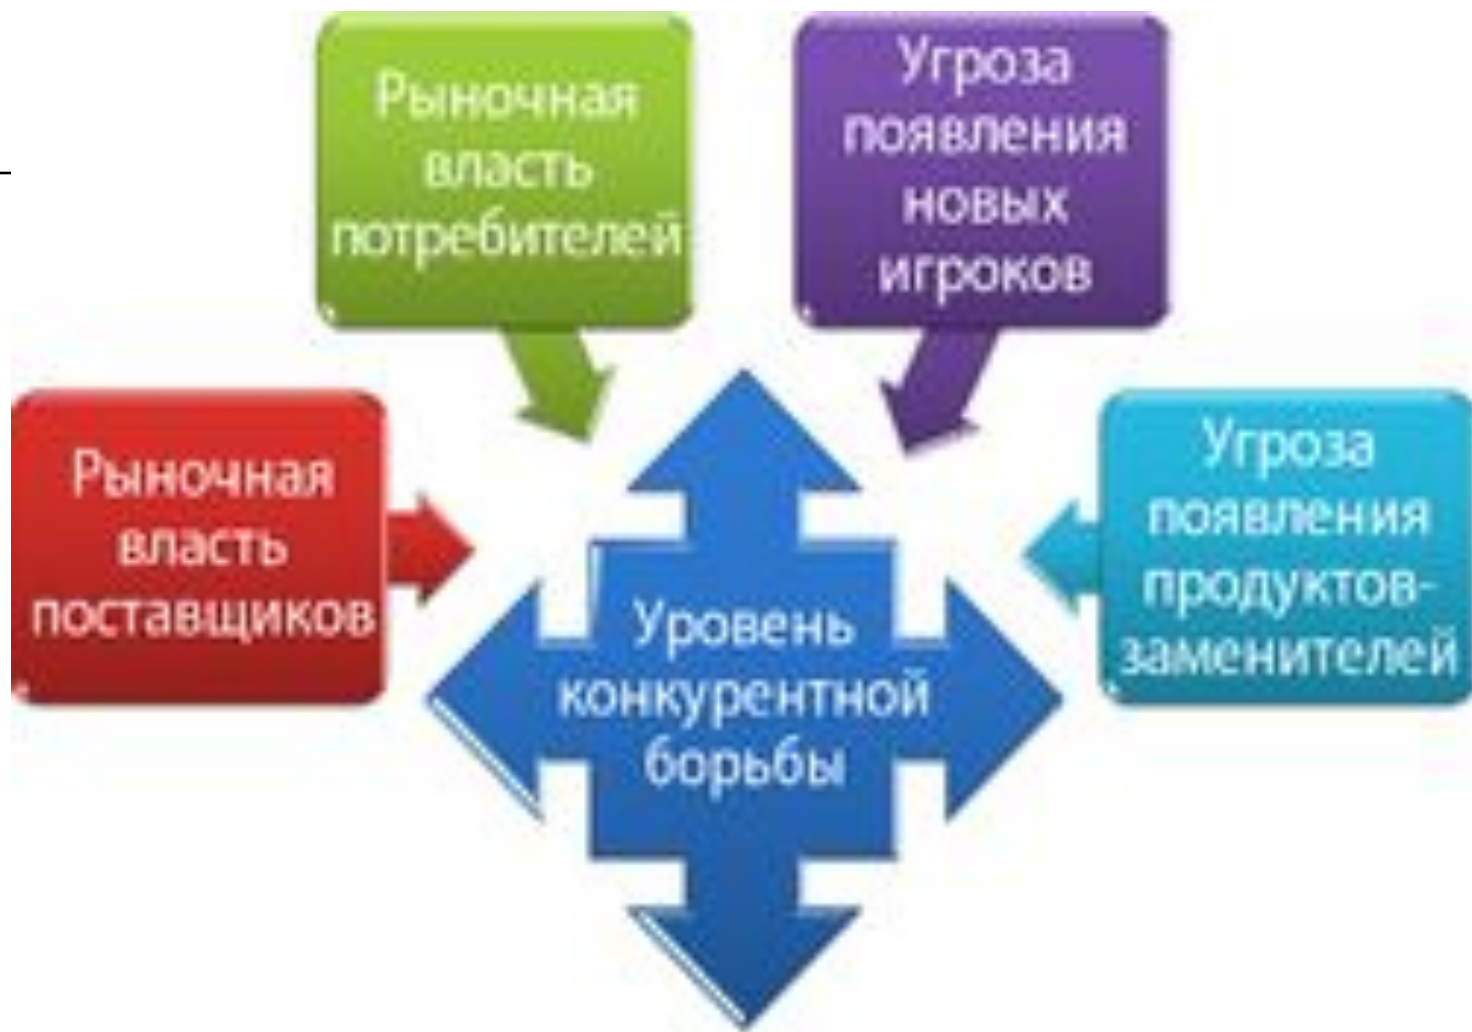 Рыночная
власть
потребителей
Угроза
появления
новых
игроков
Рыночная
власть
поставщиков
Угроза
появления
продуктов-
заменителей
Уровень
конкурентной
борьбы